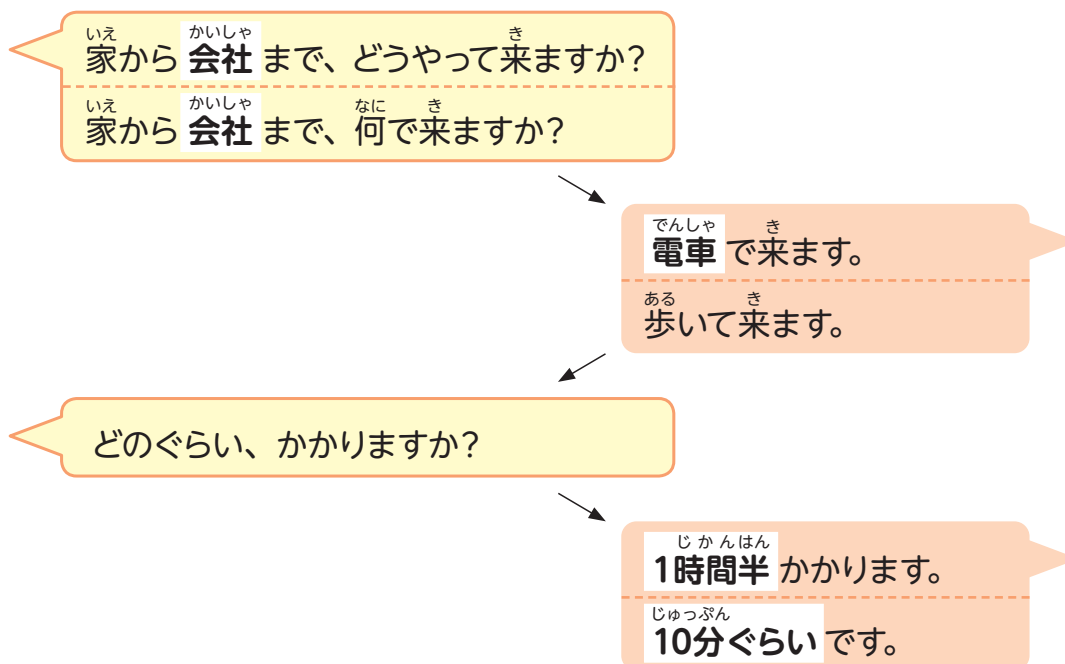 家から 会社 まで、どうやって来ますか？
家から 会社 まで、何で来ますか？
電車 で来ます。
歩いて来ます。
どのぐらい、かかりますか？
1時間半 かかります。
10分ぐらい です。